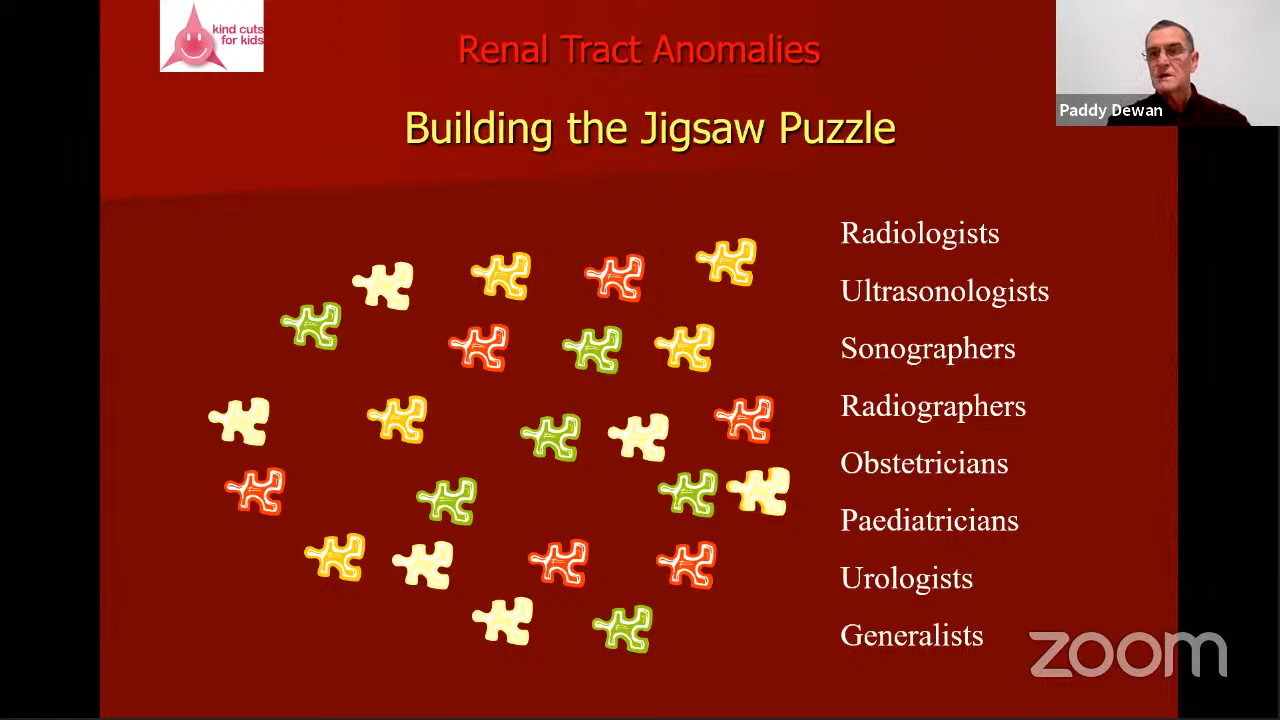 kind cuts
for kids
Renal Tract Anomalies
Building the Jigsaw Puzzle
Paddy Dewan
Radiologists
Ultrasonologists
Sonographers
Radiographers
Obstetricians
Paediatricians
Urologists
Generalists
zoom